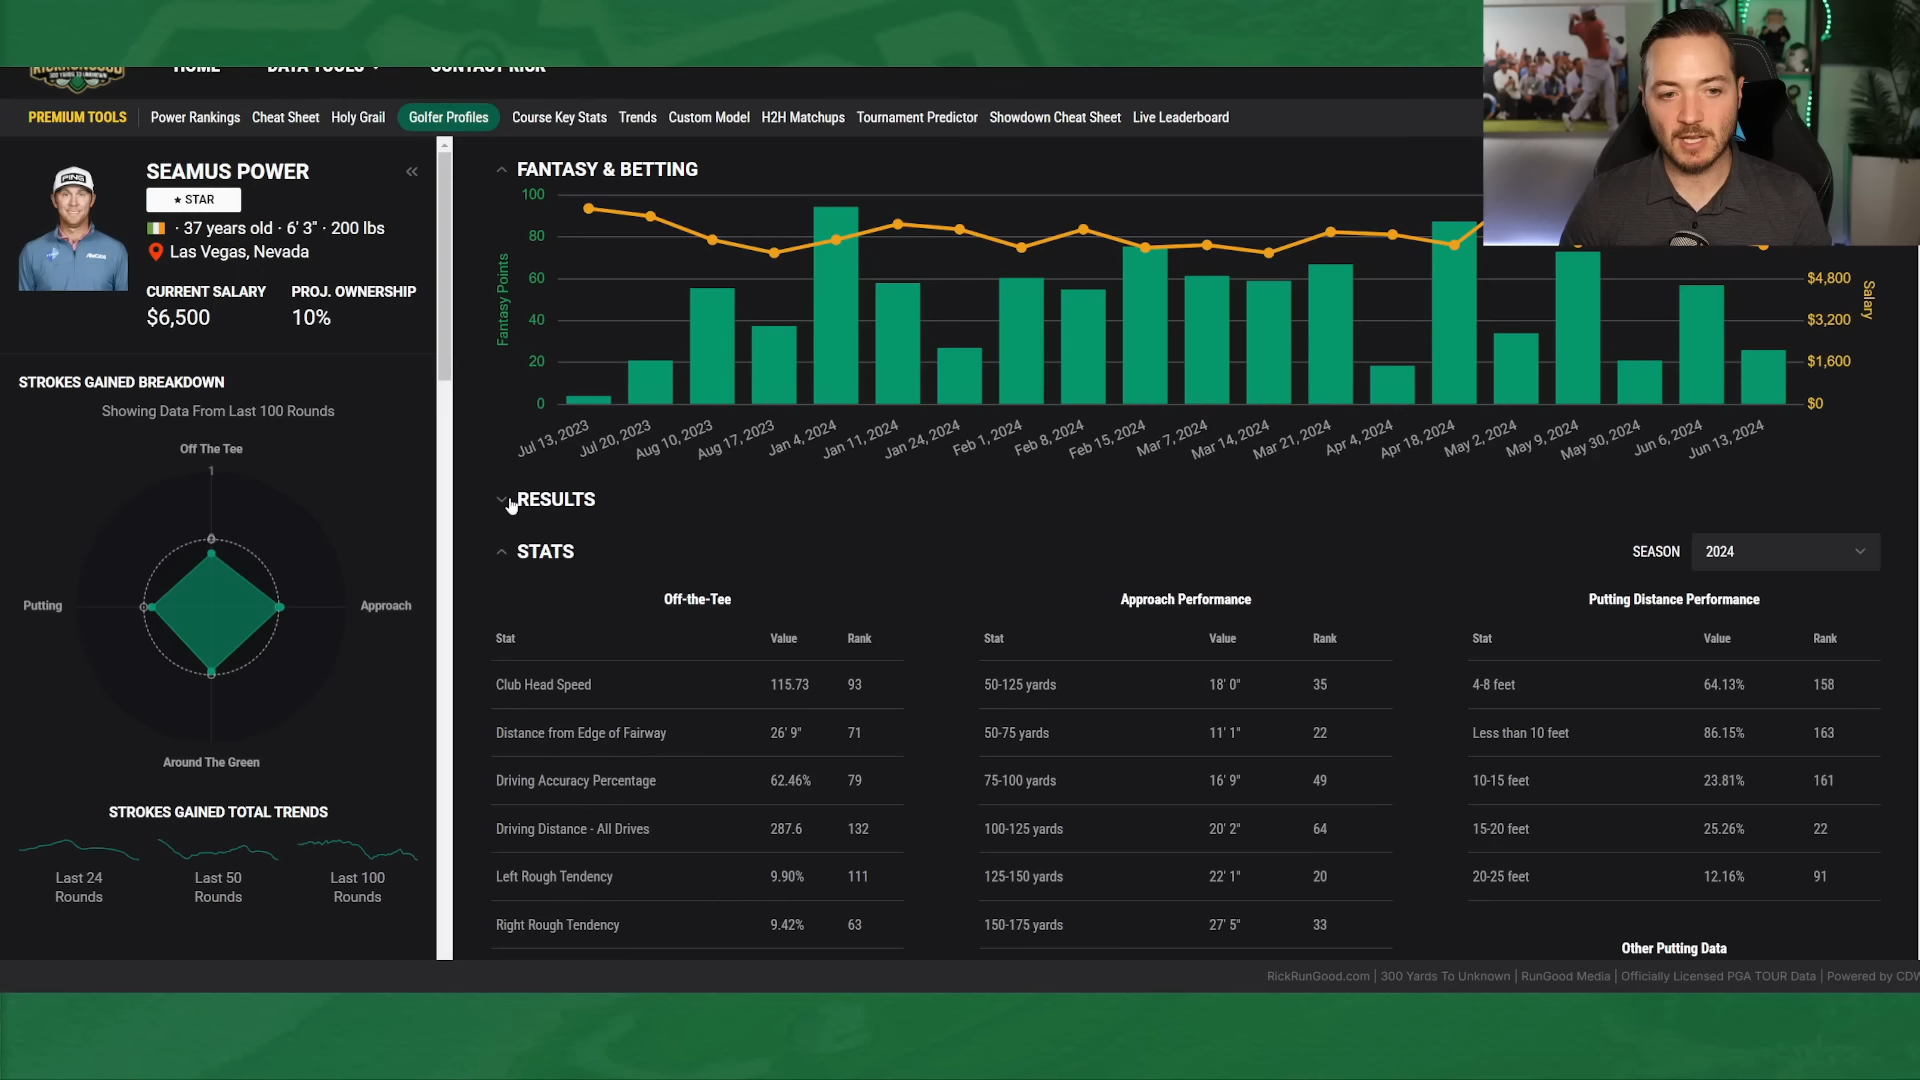 RICKRUNGOOD
300 YARDS TO UNKNOWN
HOME DATA TOOLS CONTACT RICK
PREMIUM TOOLS Power Rankings Cheat Sheet Holy Grail Golfer Profiles Course Key Stats Trends Custom Model H2H Matchups Tournament Predictor Showdown Cheat Sheet Live Leaderboard
SEAMUS POWER
★ STAR
· 37 years old · 6' 3" · 200 lbs
Las Vegas, Nevada
CURRENT SALARY PROJ. OWNERSHIP
$6,500 10%
PING
STROKES GAINED BREAKDOWN
Showing Data From Last 100 Rounds
Off The Tee
1
0
Putting 0 Approach
0
Around The Green
STROKES GAINED TOTAL TRENDS
Last 24 Last 50 Last 100
Rounds Rounds Rounds
FANTASY & BETTING
100
80
60 $4,800
40 $3,200
20 $1,600
0 $0
Fantasy Points
Salary
Jul 13, 2023 Jul 20, 2023 Aug 10, 2023 Aug 17, 2023 Jan 4, 2024 Jan 11, 2024 Jan 24, 2024 Feb 1, 2024 Feb 8, 2024 Feb 15, 2024 Mar 7, 2024 Mar 14, 2024 Mar 21, 2024 Apr 4, 2024 Apr 18, 2024 May 2, 2024 May 9, 2024 May 30, 2024 Jun 6, 2024 Jun 13, 2024
RESULTS
STATS SEASON 2024
Off-the-Tee Approach Performance Putting Distance Performance
Stat Value Rank Stat Value Rank Stat Value Rank
Club Head Speed 115.73 93 50-125 yards 18' 0" 35 4-8 feet 64.13% 158
Distance from Edge of Fairway 26' 9" 71 50-75 yards 11' 1" 22 Less than 10 feet 86.15% 163
Driving Accuracy Percentage 62.46% 79 75-100 yards 16' 9" 49 10-15 feet 23.81% 161
Driving Distance - All Drives 287.6 132 100-125 yards 20' 2" 64 15-20 feet 25.26% 22
Left Rough Tendency 9.90% 111 125-150 yards 22' 1" 20 20-25 feet 12.16% 91
Right Rough Tendency 9.42% 63 150-175 yards 27' 5" 33
Other Putting Data
RickRunGood.com | 300 Yards To Unknown | RunGood Media | Officially Licensed PGA TOUR Data | Powered by CDW